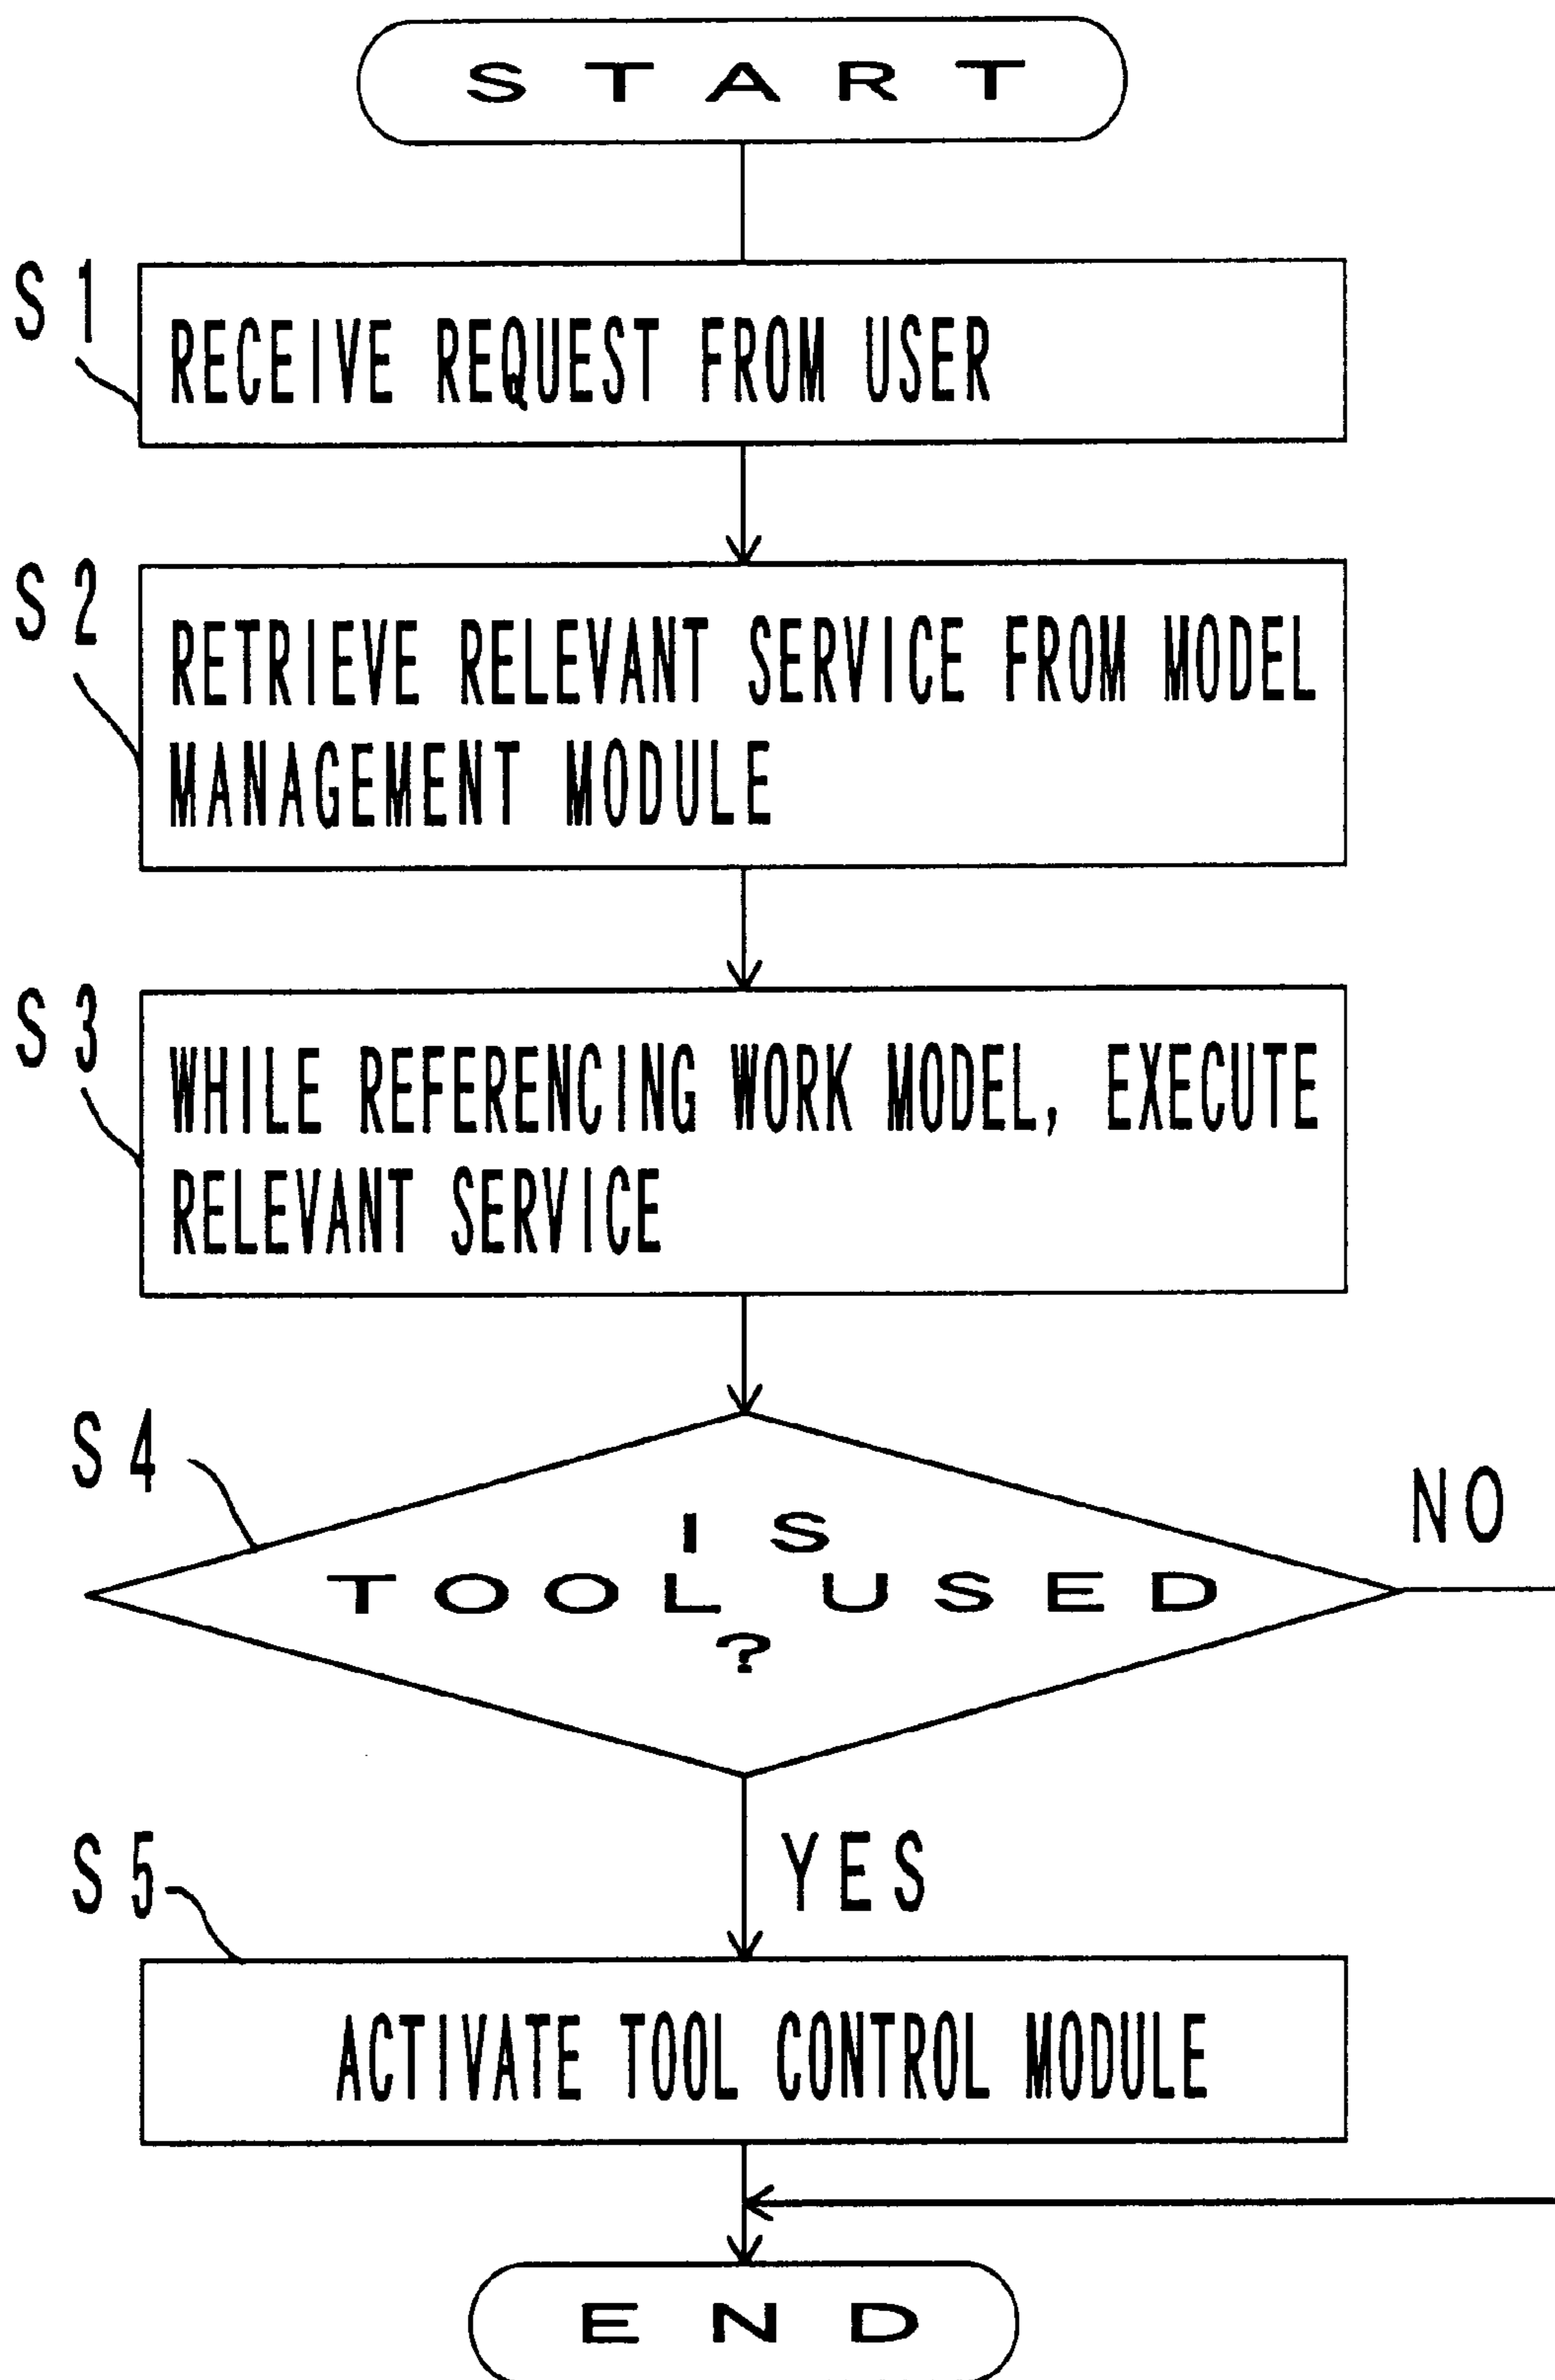 START
S1
RECEIVE REQUEST FROM USER
S2
RETRIEVE RELEVANT SERVICE FROM MODEL
MANAGEMENT MODULE
S3
WHILE REFERENCING WORK MODEL, EXECUTE
RELEVANT SERVICE
S4
IS
TOOL USED
?
NO
YES
S5
ACTIVATE TOOL CONTROL MODULE
END